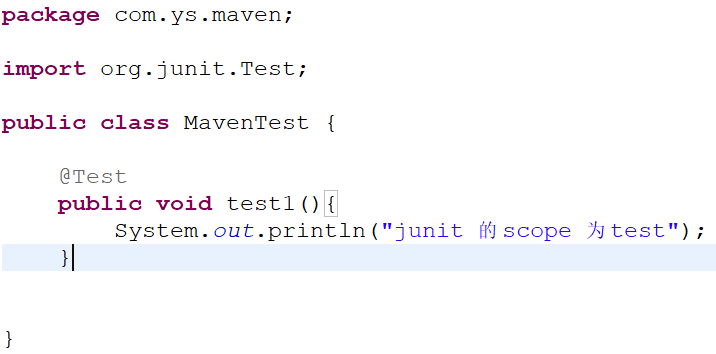 package com.ys.maven;
import org.junit.Test;
public class MavenTest {
@Test
public void test1(){
System.out.println("junit 的scope 为test");
}
}